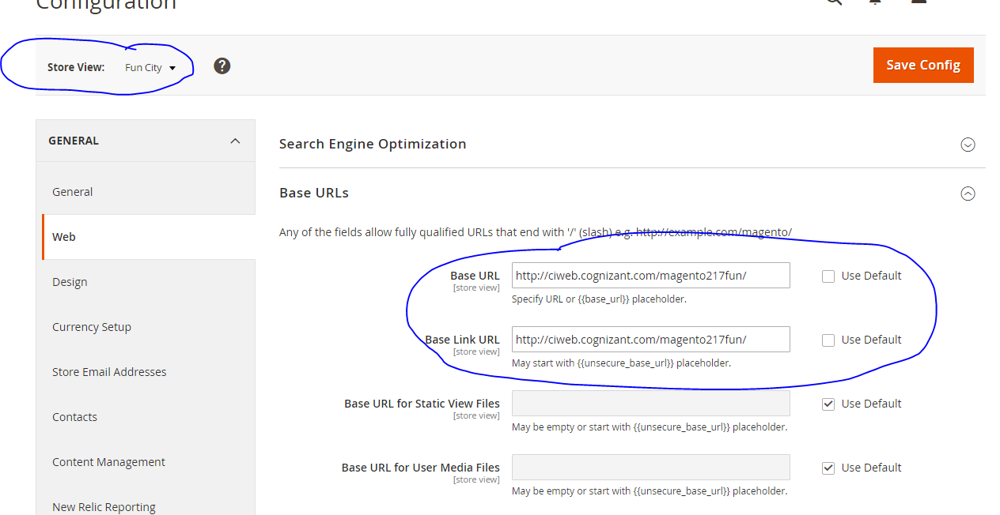 Configuration
Store View: Fun City
?
Save Config
GENERAL
General
Web
Design
Currency Setup
Store Email Addresses
Contacts
Content Management
New Relic Reporting
Search Engine Optimization
Base URLs
Any of the fields allow fully qualified URLs that end with '/' (slash) e.g. http://example.com/magento/
Base URL http://ciweb.cognizant.com/magento217fun/ Use Default
[store view]
Specify URL or {{base_url}} placeholder.
Base Link URL http://ciweb.cognizant.com/magento217fun/ Use Default
[store view]
May start with {{unsecure_base_url}} placeholder.
Base URL for Static View Files Use Default
[store view]
May be empty or start with {{unsecure_base_url}} placeholder.
Base URL for User Media Files Use Default
[store view]
May be empty or start with {{unsecure_base_url}} placeholder.